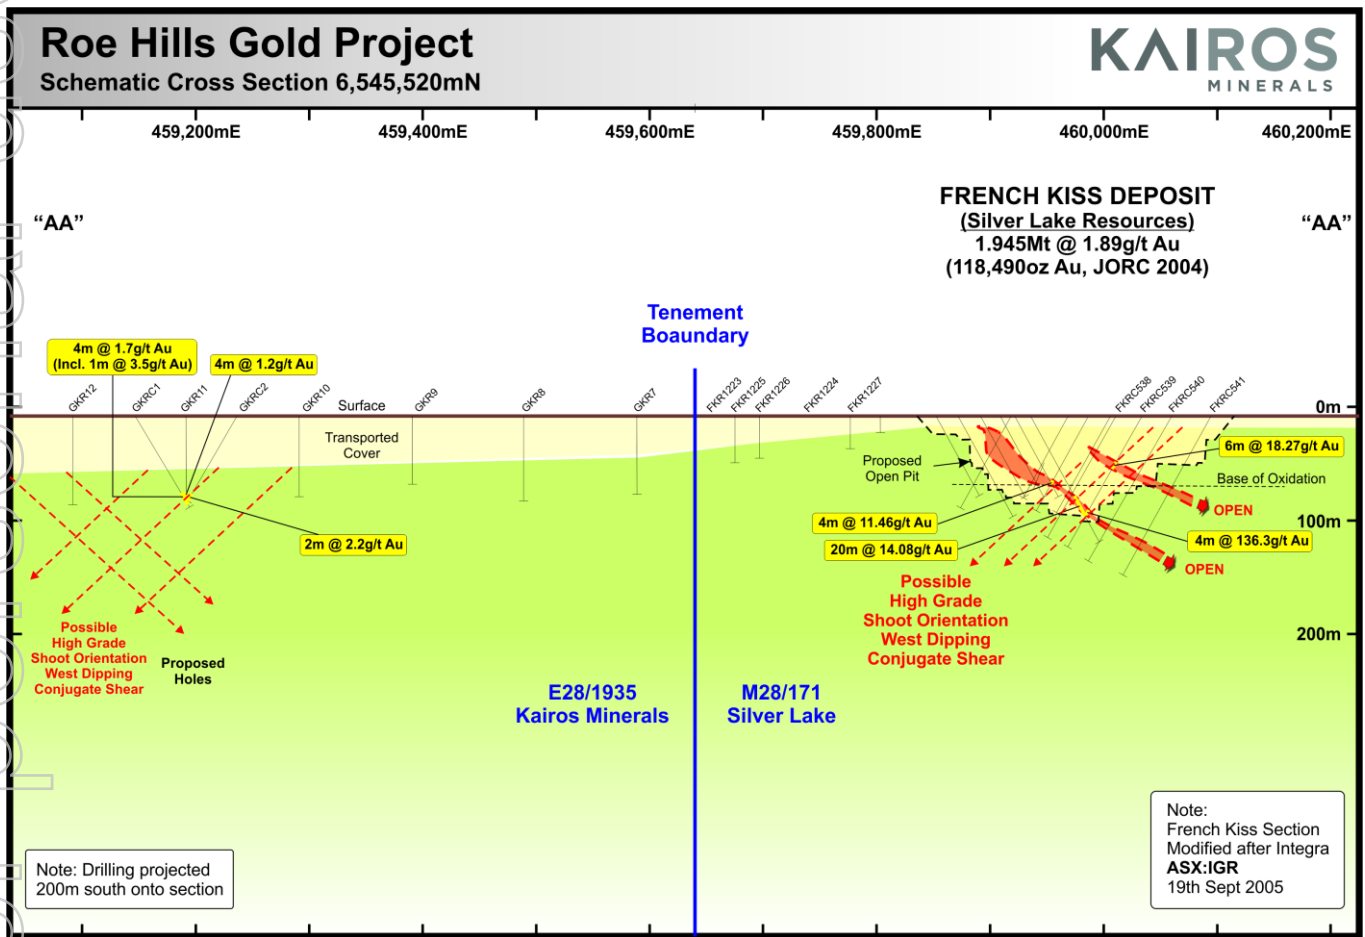 Roe Hills Gold Project
Schematic Cross Section 6,545,520mN
KAIROS
MINERALS
459,200mE
459,400mE
459,600mE
459,800mE
460,000mE
460,200mE
FRENCH KISS DEPOSIT
(Silver Lake Resources)
1.945Mt @ 1.89g/t Au
(118,490oz Au, JORC 2004)
“AA”
“AA”
Tenement
Boaundary
4m @ 1.7g/t Au
(Incl. 1m @ 3.5g/t Au)
4m @ 1.2g/t Au
GKR12
GKRC1
GKR11
GKRC2
GKR10
Surface
GKR9
GKR8
GKR7
FKR1223
FKR1225
FKR1226
FKR1224
FKR1227
FKRC538
FKRC539
FKRC540
FKRC541
0m
Transported
Cover
Proposed
Open Pit
6m @ 18.27g/t Au
Base of Oxidation
OPEN
4m @ 11.46g/t Au
100m
2m @ 2.2g/t Au
20m @ 14.08g/t Au
4m @ 136.3g/t Au
OPEN
Possible
High Grade
Shoot Orientation
West Dipping
Conjugate Shear
200m
Possible
High Grade
Shoot Orientation
West Dipping
Conjugate Shear
Proposed
Holes
E28/1935
Kairos Minerals
M28/171
Silver Lake
Note: Drilling projected
200m south onto section
Note:
French Kiss Section
Modified after Integra
ASX:IGR
19th Sept 2005